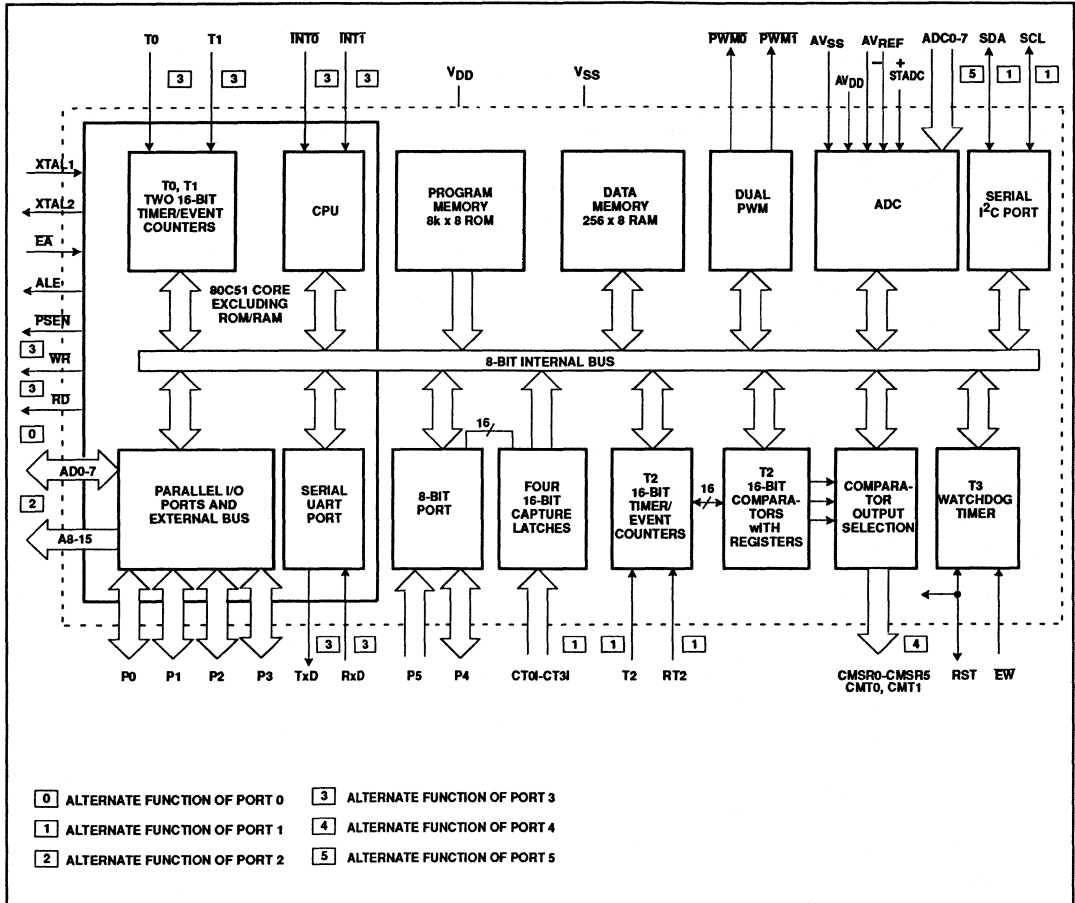 T0 T1 INT0 INT1 PWM0 PWM1 AVSS AVREF ADC0-7 SDA SCL
3 3 3 3 VDD VSS AVDD − + STADC 5 1 1
XTAL1
XTAL2
EA
ALE
PSEN
3 WR
3 RD
0
AD0-7
2
A8-15
T0, T1
TWO 16-BIT
TIMER/EVENT
COUNTERS
CPU
PROGRAM
MEMORY
8k x 8 ROM
DATA
MEMORY
256 x 8 RAM
DUAL
PWM
ADC
SERIAL
I2C PORT
80C51 CORE
EXCLUDING
ROM/RAM
8-BIT INTERNAL BUS
PARALLEL I/O
PORTS AND
EXTERNAL BUS
SERIAL
UART
PORT
8-BIT
PORT
16
FOUR
16-BIT
CAPTURE
LATCHES
T2
16-BIT
TIMER/
EVENT
COUNTERS
16
T2
16-BIT
COMPARA-
TORS
wITH
REGISTERS
COMPARA-
TOR
OUTPUT
SELECTION
T3
WATCHDOG
TIMER
3 3 1 1 1 4
P0 P1 P2 P3 TxD RxD P5 P4 CT0I-CT3I T2 RT2 CMSR0-CMSR5 RST EW
CMT0, CMT1
0 ALTERNATE FUNCTION OF PORT 0
1 ALTERNATE FUNCTION OF PORT 1
2 ALTERNATE FUNCTION OF PORT 2
3 ALTERNATE FUNCTION OF PORT 3
4 ALTERNATE FUNCTION OF PORT 4
5 ALTERNATE FUNCTION OF PORT 5